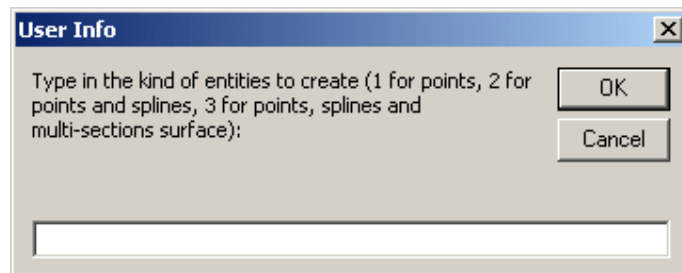 User Info
Type in the kind of entities to create (1 for points, 2 for
points and splines, 3 for points, splines and
multi-sections surface):
OK
Cancel